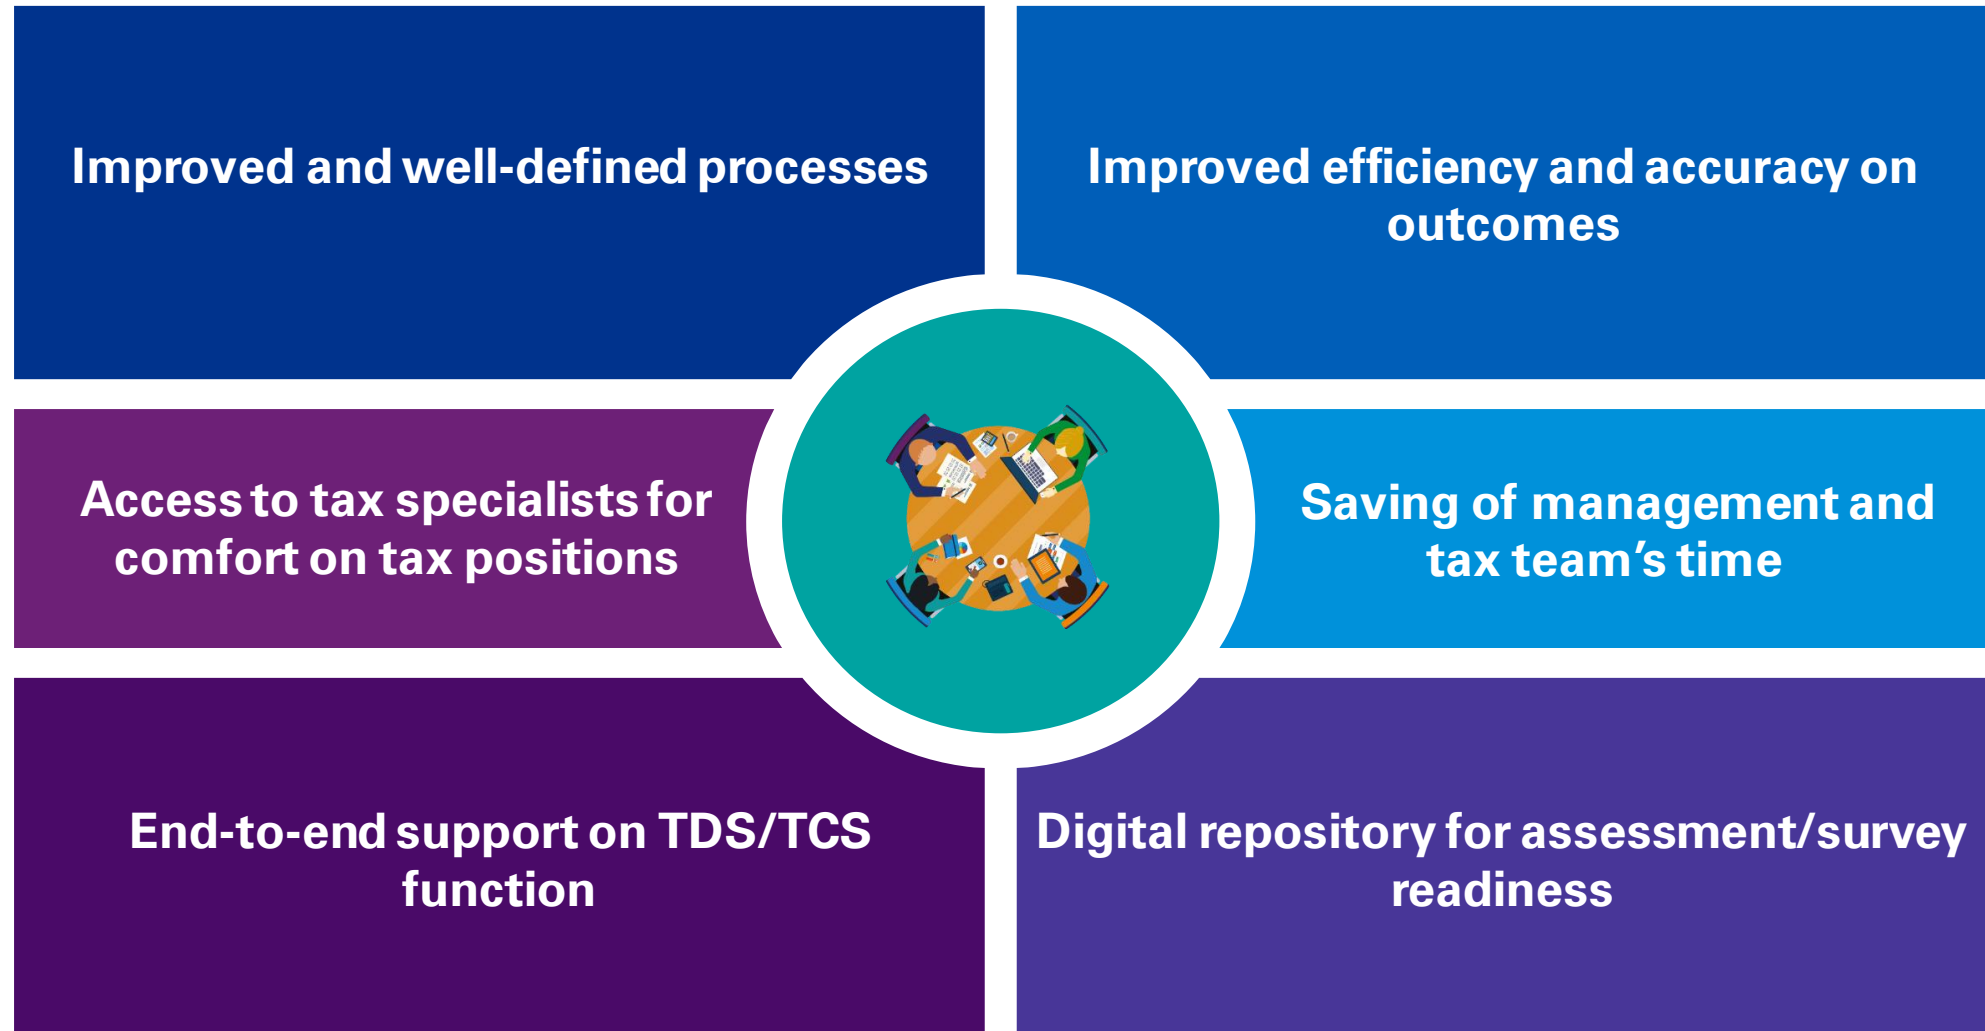 Improved and well-defined processes
Improved efficiency and accuracy on
outcomes
Access to tax specialists for
comfort on tax positions
Saving of management and
tax team’s time
End-to-end support on TDS/TCS
function
Digital repository for assessment/survey
readiness